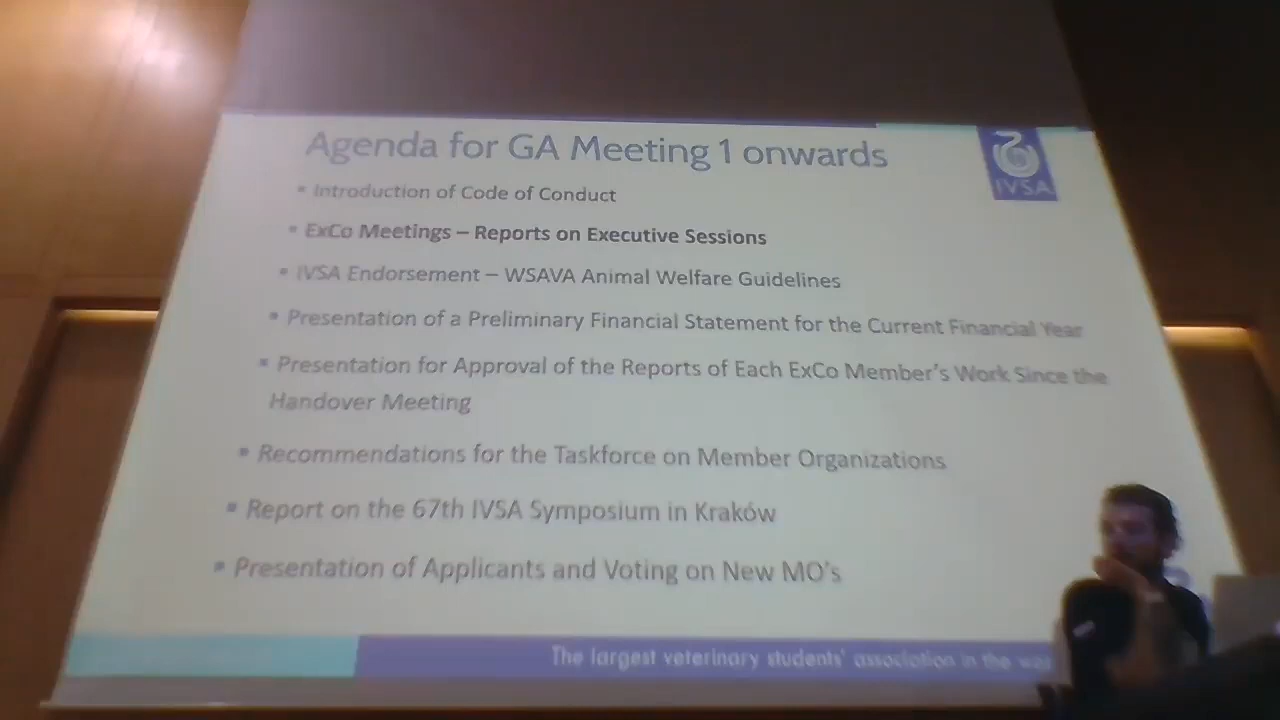 Agenda for GA Meeting 1 onwards
IVSA
▪ Introduction of Code of Conduct
▪ ExCo Meetings – Reports on Executive Sessions
▪ IVSA Endorsement – WSAVA Animal Welfare Guidelines
▪ Presentation of a Preliminary Financial Statement for the Current Financial Year
▪ Presentation for Approval of the Reports of Each ExCo Member's Work Since the
Handover Meeting
▪ Recommendations for the Taskforce on Member Organizations
▪ Report on the 67th IVSA Symposium in Kraków
▪ Presentation of Applicants and Voting on New MO's
The largest veterinary students' association in the